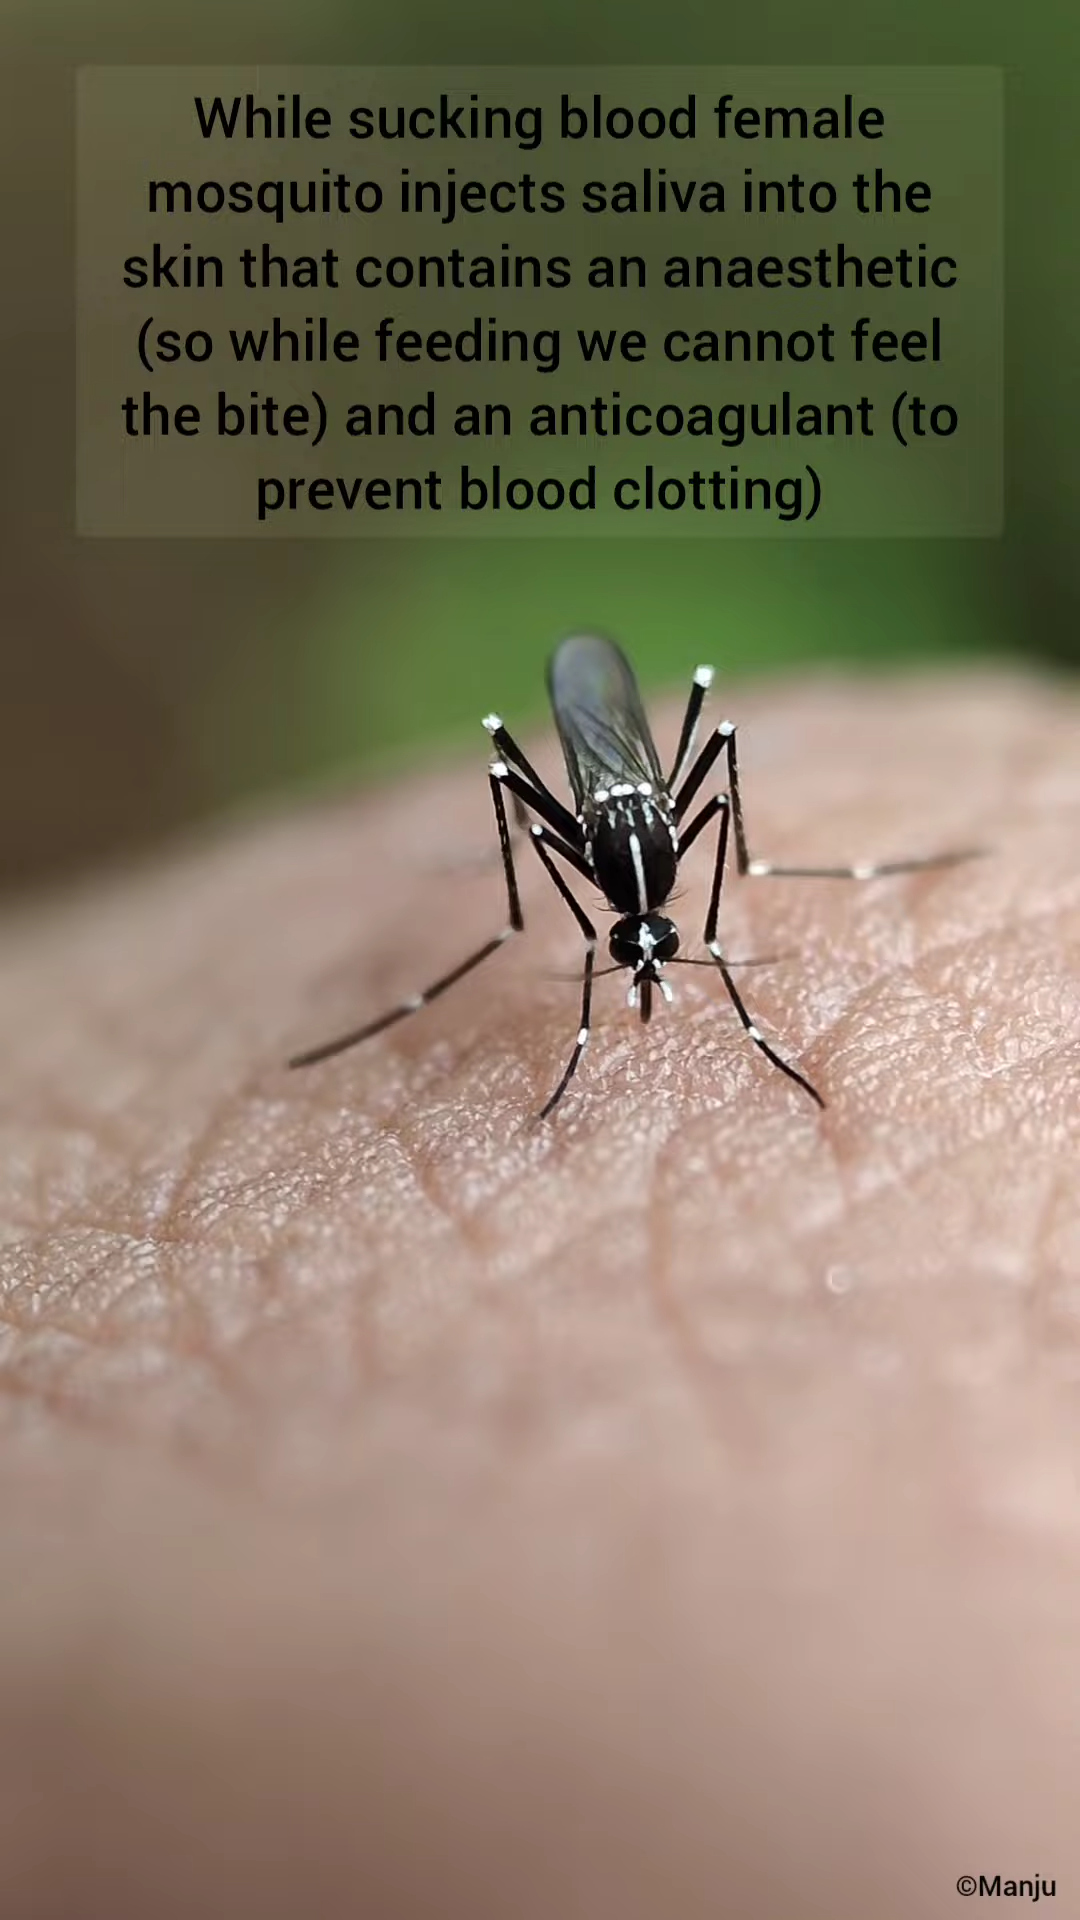 While sucking blood female
mosquito injects saliva into the
skin that contains an anaesthetic
(so while feeding we cannot feel
the bite) and an anticoagulant (to
prevent blood clotting)
©Manju